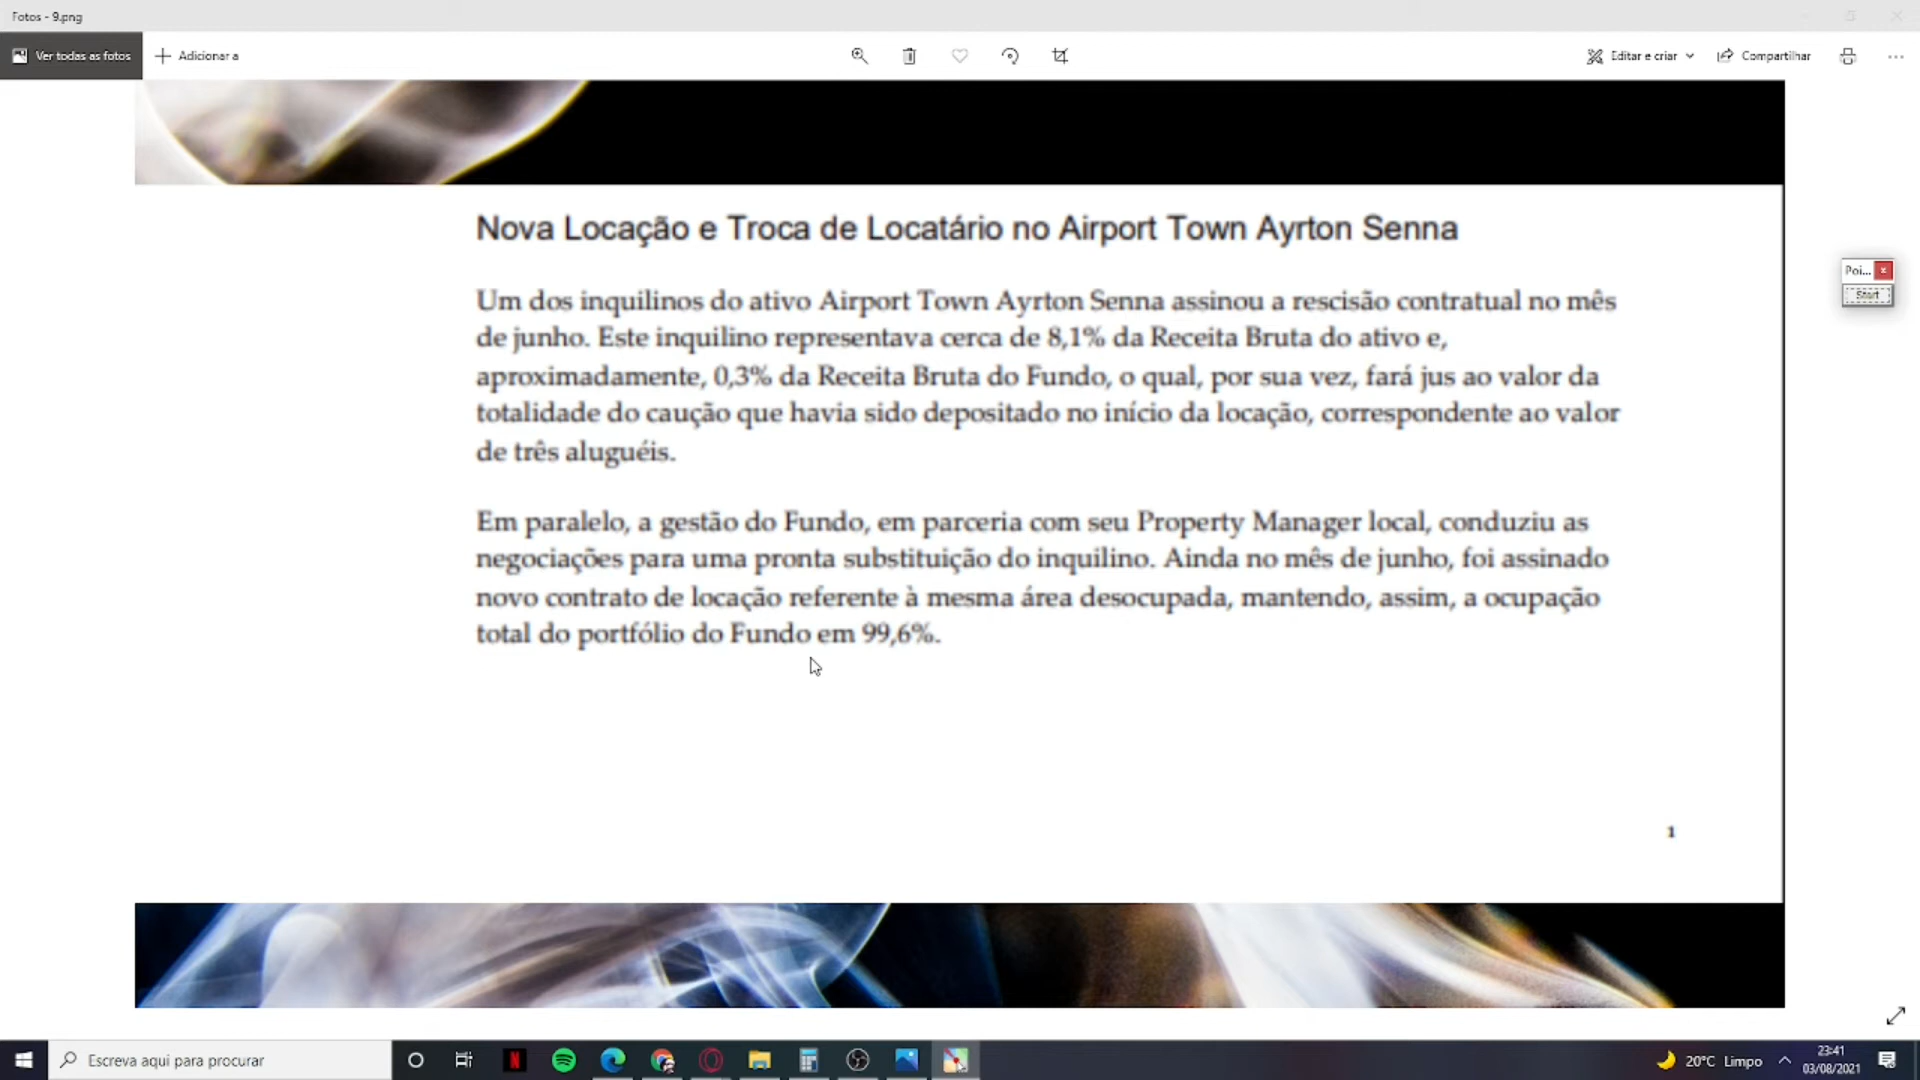 Fotos - 9.png
Ver todas as fotos
Adicionar a
Editar e criar
Compartilhar
Nova Locação e Troca de Locatário no Airport Town Ayrton Senna
Um dos inquilinos do ativo Airport Town Ayrton Senna assinou a rescisão contratual no mês
de junho. Este inquilino representava cerca de 8,1% da Receita Bruta do ativo e,
aproximadamente, 0,3% da Receita Bruta do Fundo, o qual, por sua vez, fará jus ao valor da
totalidade do caução que havia sido depositado no início da locação, correspondente ao valor
de três aluguéis.
Em paralelo, a gestão do Fundo, em parceria com seu Property Manager local, conduziu as
negociações para uma pronta substituição do inquilino. Ainda no mês de junho, foi assinado
novo contrato de locação referente à mesma área desocupada, mantendo, assim, a ocupação
total do portfólio do Fundo em 99,6%.
1
Poi...
Start
Escreva aqui para procurar
20°C Limpo
23:41
03/08/2021